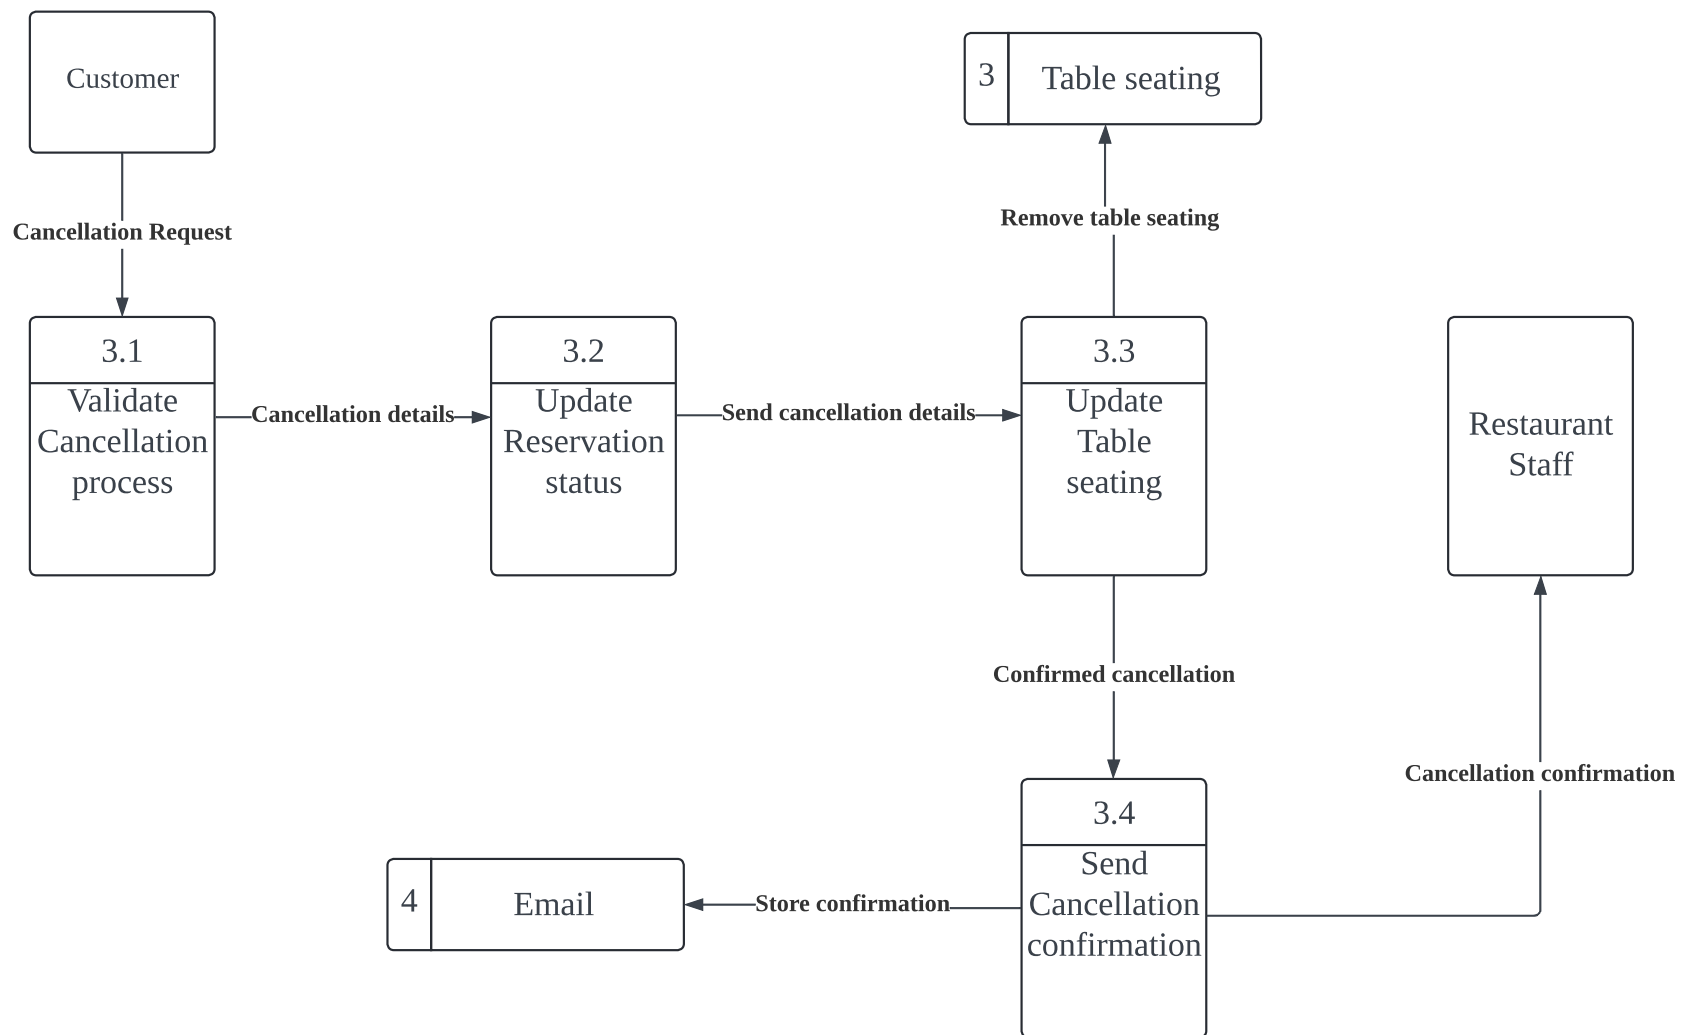 Customer
3
Table seating
Cancellation Request
Remove table seating
3.1
Validate
Cancellation
process
Cancellation details
3.2
Update
Reservation
status
Send cancellation details
3.3
Update
Table
seating
Restaurant
Staff
Confirmed cancellation
Cancellation confirmation
3.4
Send
Cancellation
confirmation
4
Email
Store confirmation